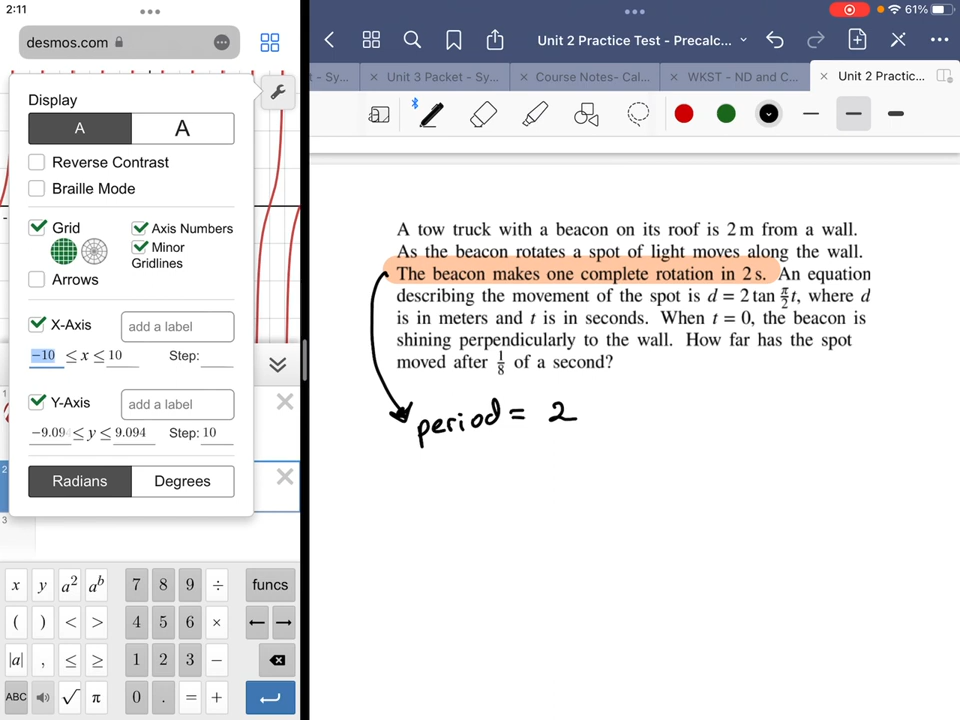 2:11
61%
desmos.com
Unit 2 Practice Test - Precalc...
t - Sy...
Unit 3 Packet - Sy...
Course Notes- Cal...
WKST - ND and C...
Unit 2 Practic...
Display
A A
Reverse Contrast
Braille Mode
Grid
Axis Numbers
Minor
Gridlines
Arrows
X-Axis
add a label
−10 ≤ x ≤ 10 Step:
Y-Axis
add a label
−9.09 ≤ y ≤ 9.094 Step: 10
Radians Degrees
1
2
3
x y a² aᵇ 7 8 9 ÷ funcs
( ) < > 4 5 6 × ← →
|a| , ≤ ≥ 1 2 3 −
ABC √ π 0 . = +
A tow truck with a beacon on its roof is 2 m from a wall.
As the beacon rotates a spot of light moves along the wall.
The beacon makes one complete rotation in 2 s. An equation
describing the movement of the spot is d = 2 tan π/2 t, where d
is in meters and t is in seconds. When t = 0, the beacon is
shining perpendicularly to the wall. How far has the spot
moved after 1/8 of a second?
period = 2